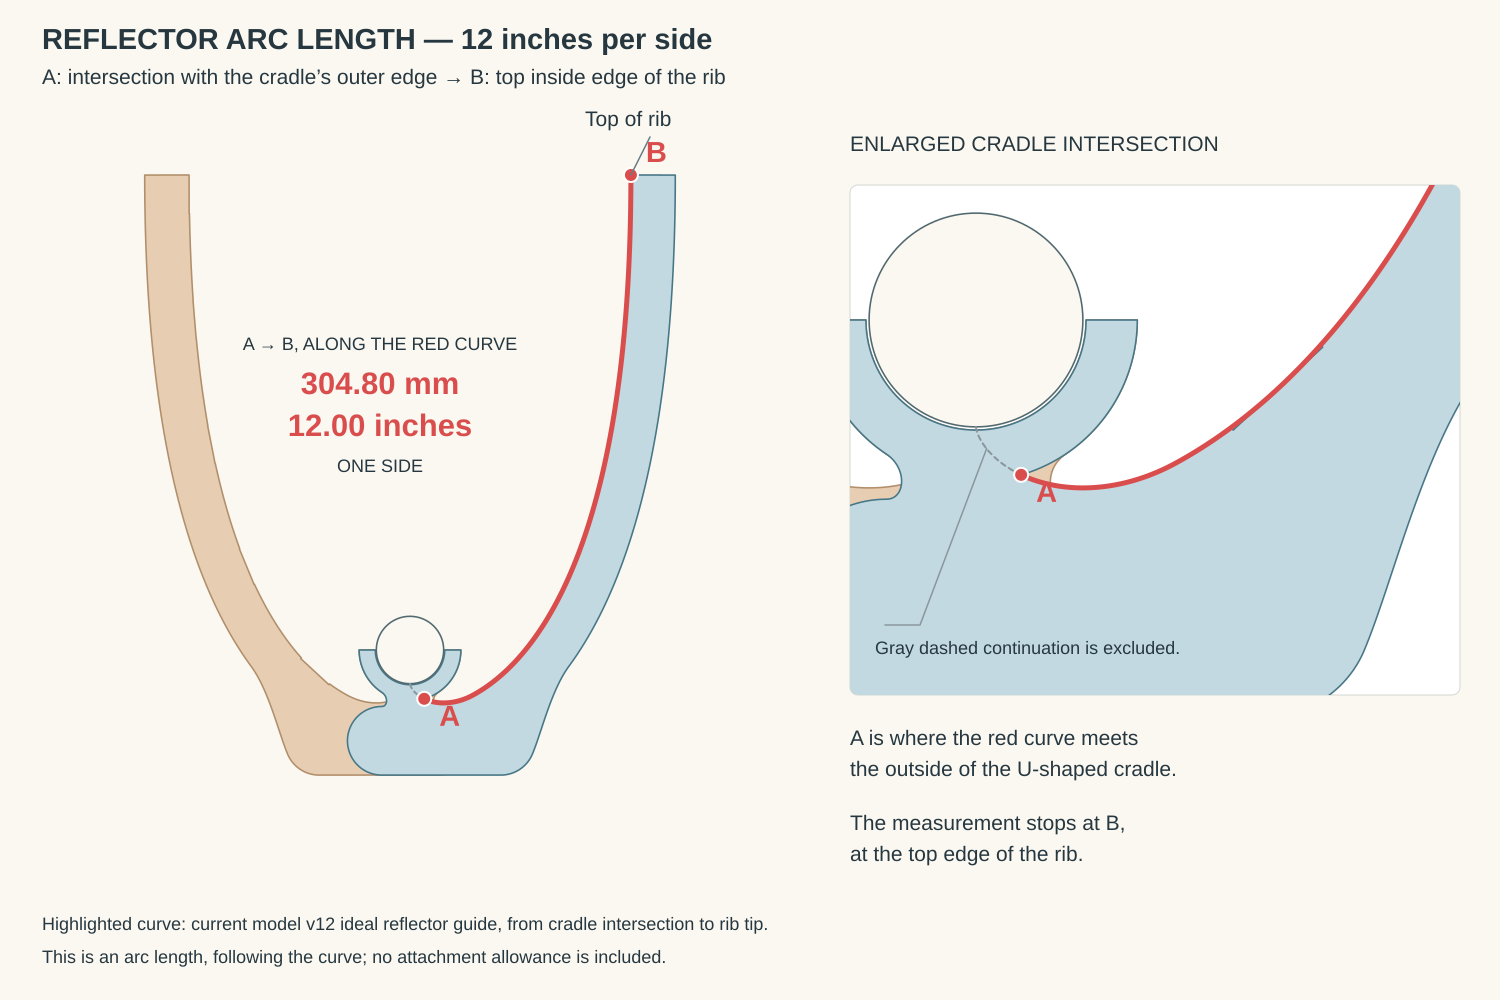 REFLECTOR ARC LENGTH — 12 inches per side
A: intersection with the cradle’s outer edge → B: top inside edge of the rib
Top of rib
B
A → B, ALONG THE RED CURVE
304.80 mm
12.00 inches
ONE SIDE
A
ENLARGED CRADLE INTERSECTION
A
Gray dashed continuation is excluded.
A is where the red curve meets
the outside of the U-shaped cradle.
The measurement stops at B,
at the top edge of the rib.
Highlighted curve: current model v12 ideal reflector guide, from cradle intersection to rib tip.
This is an arc length, following the curve; no attachment allowance is included.